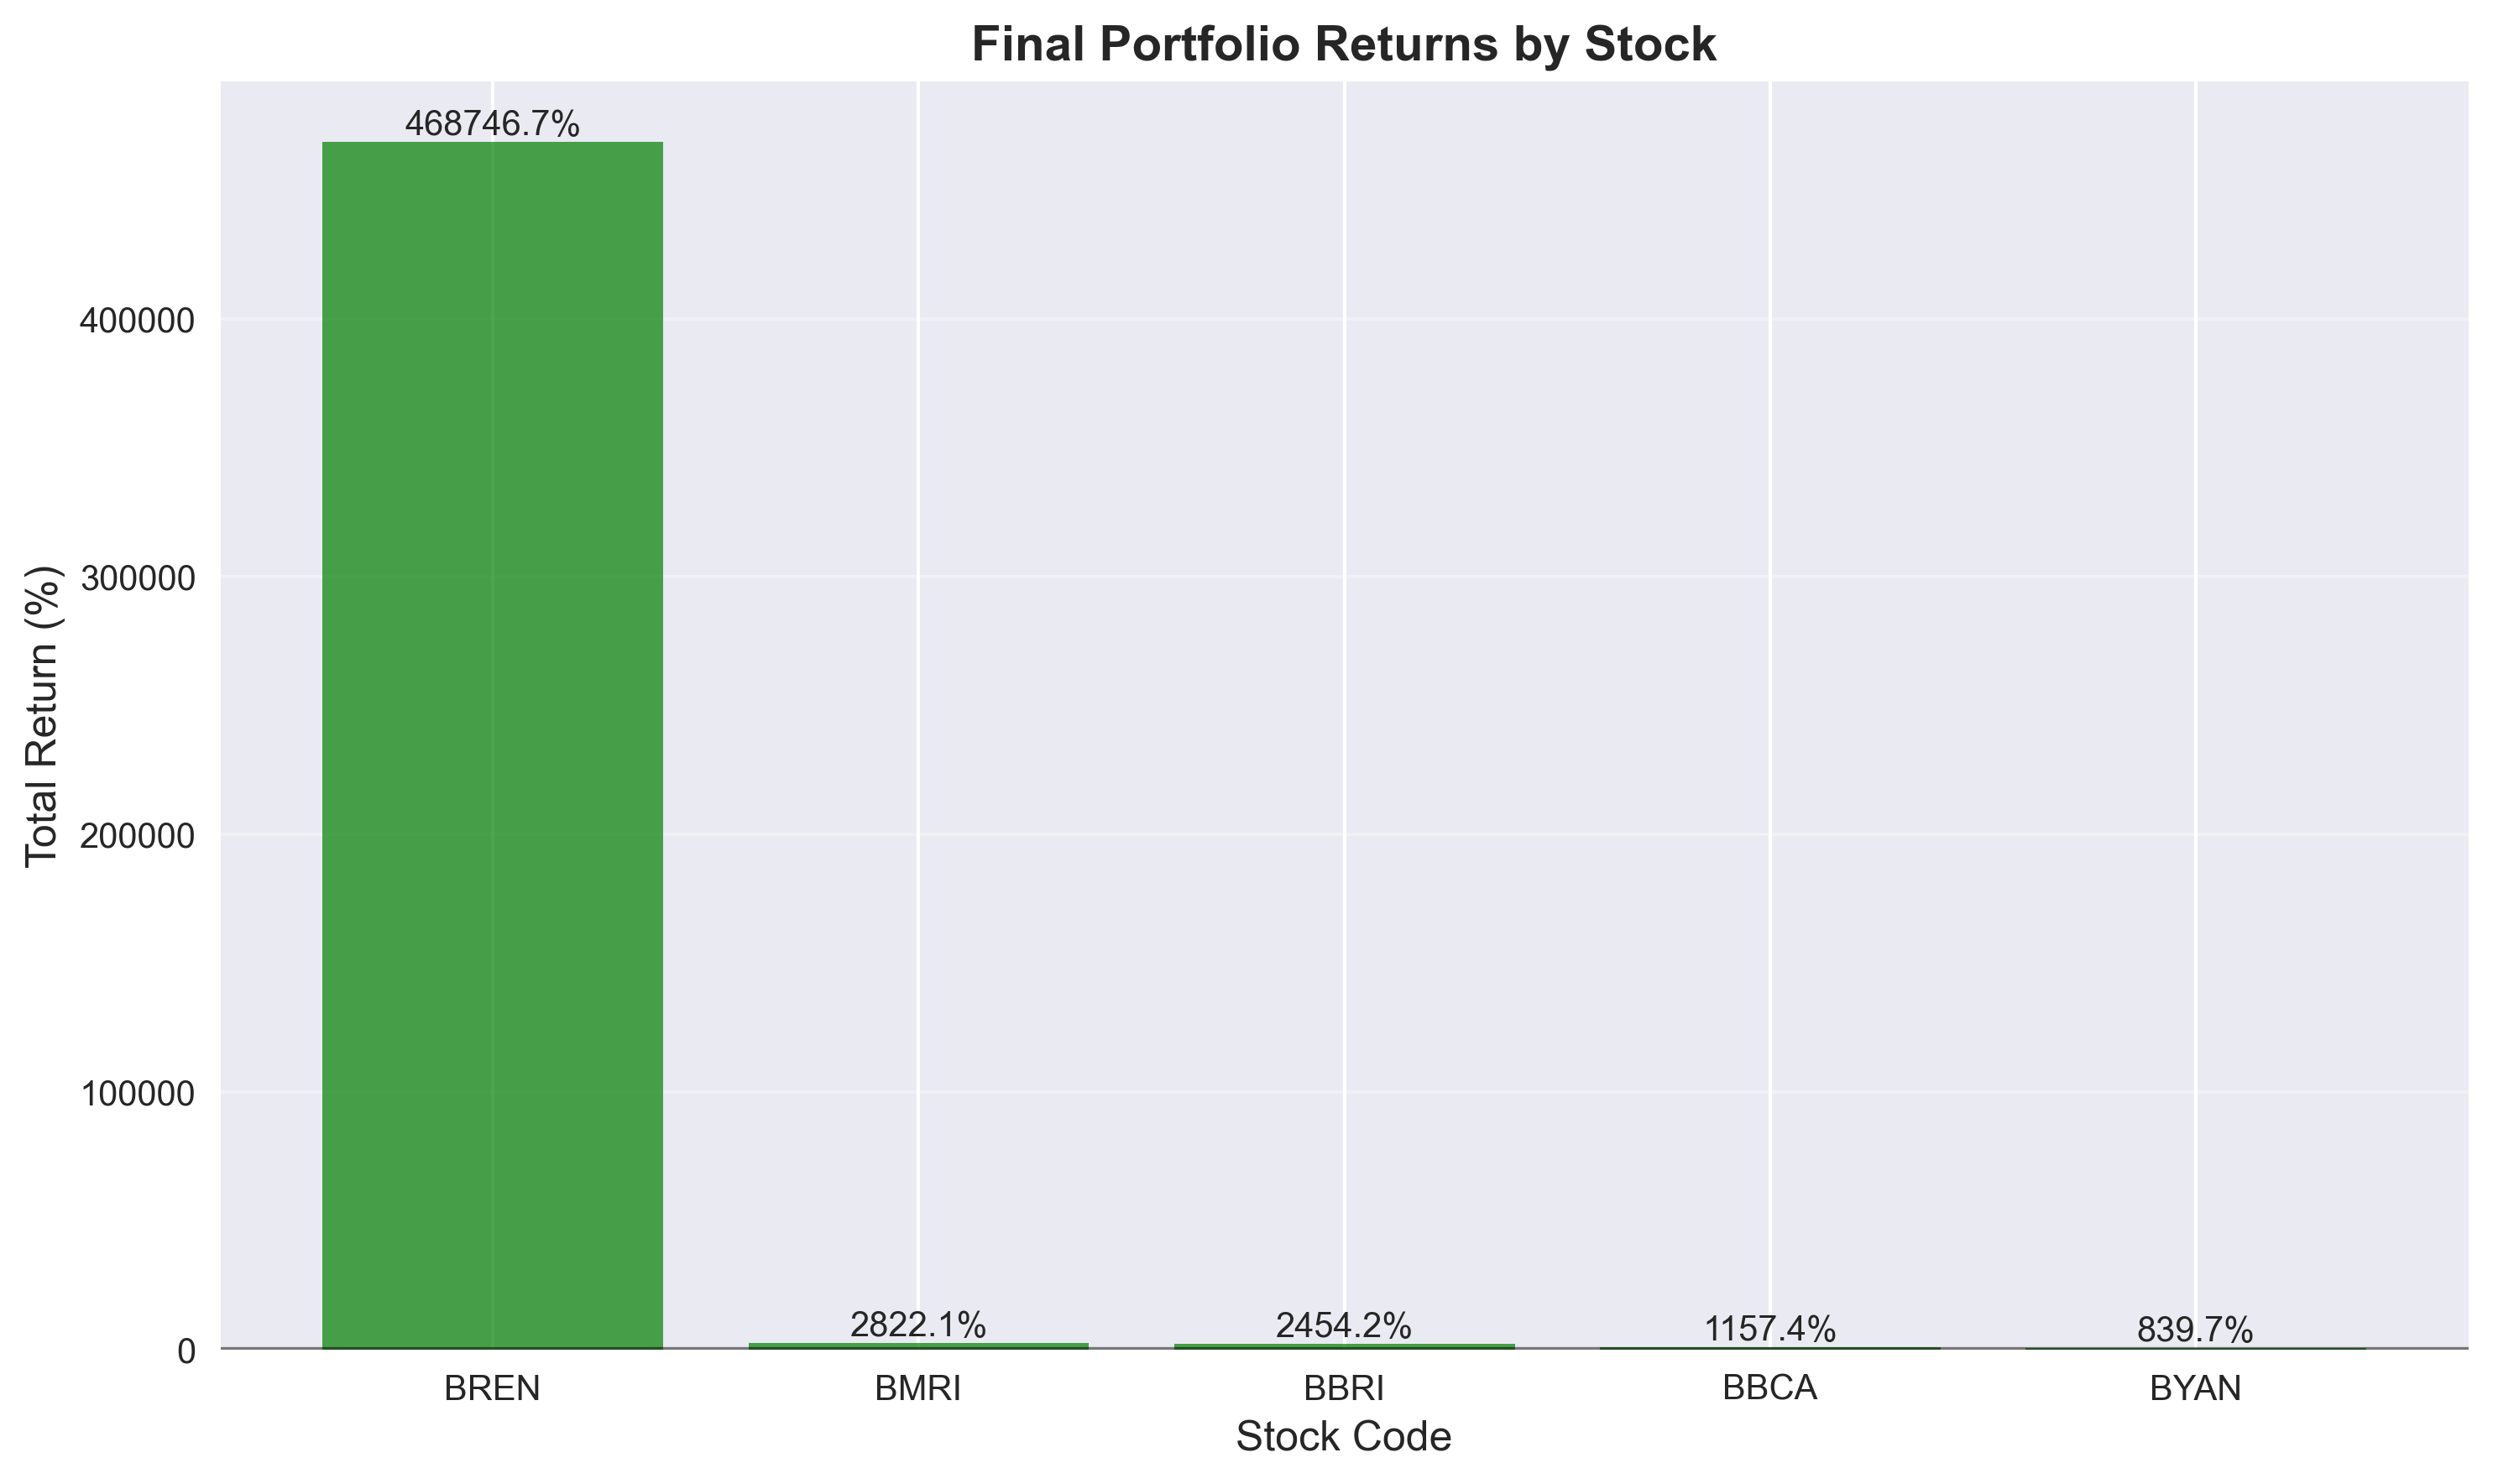 Final Portfolio Returns by Stock
468746.7%
400000
300000
200000
100000
0
Total Return (%)
2822.1%
2454.2%
1157.4%
839.7%
BREN
BMRI
BBRI
BBCA
BYAN
Stock Code